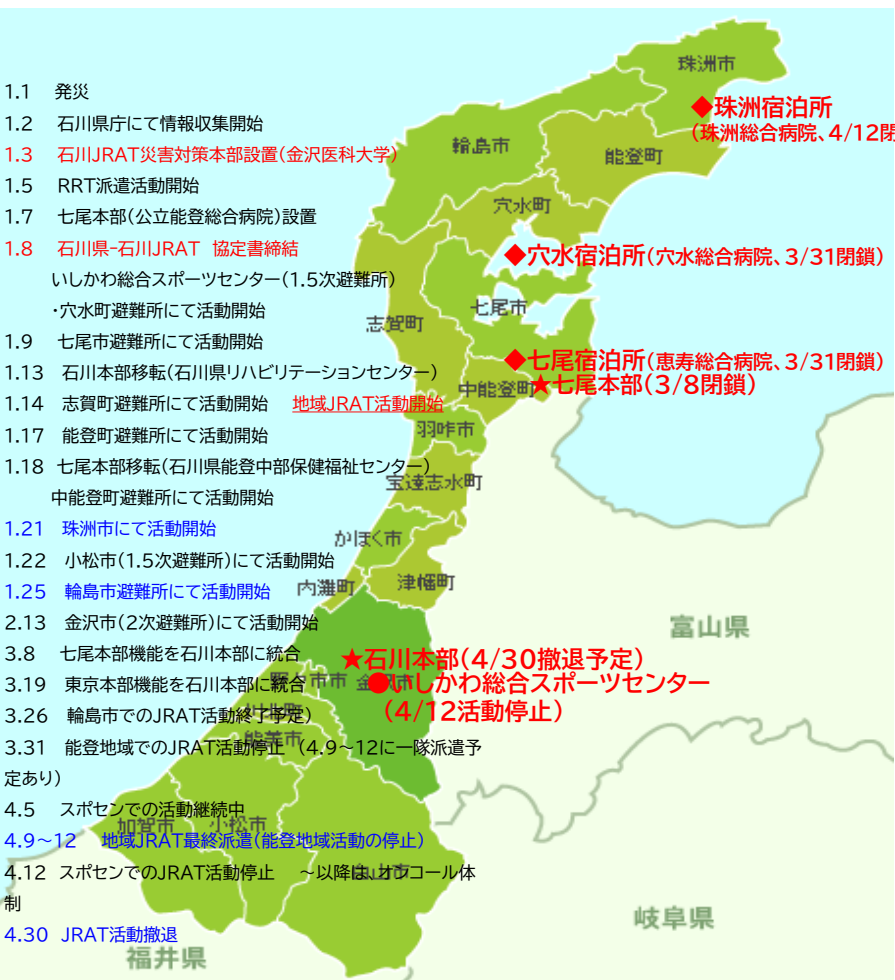 1.1 発災
1.2 石川県庁にて情報収集開始
1.3 石川JRAT災害対策本部設置(金沢医科大学)
1.5 RRT派遣活動開始
1.7 七尾本部(公立能登総合病院)設置
1.8 石川県-石川JRAT 協定書締結
いしかわ総合スポーツセンター(1.5次避難所)
・穴水町避難所にて活動開始
1.9 七尾市避難所にて活動開始
1.13 石川本部移転(石川県リハビリテーションセンター)
1.14 志賀町避難所にて活動開始 地域JRAT活動開始
1.17 能登町避難所にて活動開始
1.18 七尾本部移転(石川県能登中部保健福祉センター)
中能登町避難所にて活動開始
1.21 珠洲市にて活動開始
1.22 小松市(1.5次避難所)にて活動開始
1.25 輪島市避難所にて活動開始
2.13 金沢市(2次避難所)にて活動開始
3.8 七尾本部機能を石川本部に統合
3.19 東京本部機能を石川本部に統合
3.26 輪島市でのJRAT活動終了予定)
3.31 能登地域でのJRAT活動停止 (4.9~12に一隊派遣予
定あり)
4.5 スポセンでの活動継続中
4.9~12 地域JRAT最終派遣(能登地域活動の停止)
4.12 スポセンでのJRAT活動停止 ~以降は、オンコール体
制
4.30 JRAT活動撤退
珠洲市
◆珠洲宿泊所
(珠洲総合病院、4/12閉
輪島市
能登町
穴水町
◆穴水宿泊所(穴水総合病院、3/31閉鎖)
七尾市
志賀町
◆七尾宿泊所(恵寿総合病院、3/31閉鎖)
中能登町
★七尾本部(3/8閉鎖)
羽咋市
宝達志水町
かほく市
内灘町
津幡町
富山県
★石川本部(4/30撤退予定)
●いしかわ総合スポーツセンター
(4/12活動停止)
能美市
加賀市
小松市
白山市
岐阜県
福井県